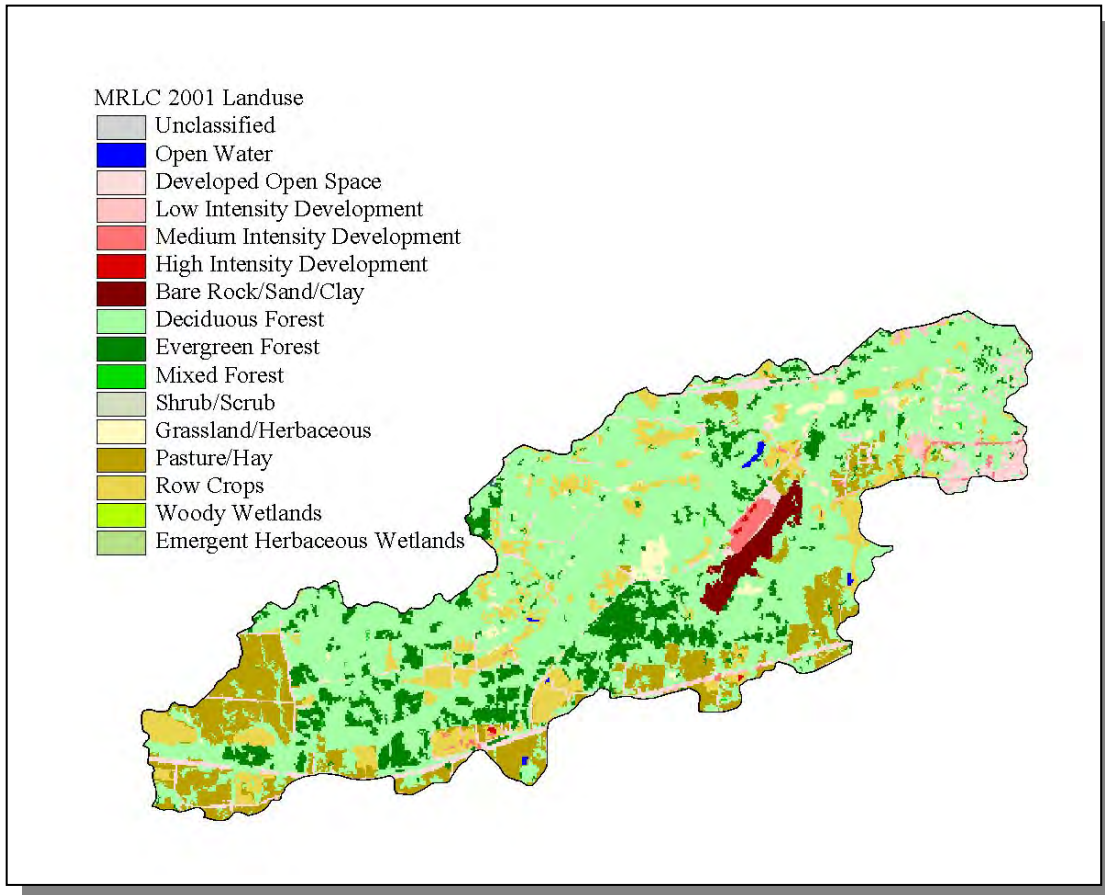 MRLC 2001 Landuse
Unclassified
Open Water
Developed Open Space
Low Intensity Development
Medium Intensity Development
High Intensity Development
Bare Rock/Sand/Clay
Deciduous Forest
Evergreen Forest
Mixed Forest
Shrub/Scrub
Grassland/Herbaceous
Pasture/Hay
Row Crops
Woody Wetlands
Emergent Herbaceous Wetlands